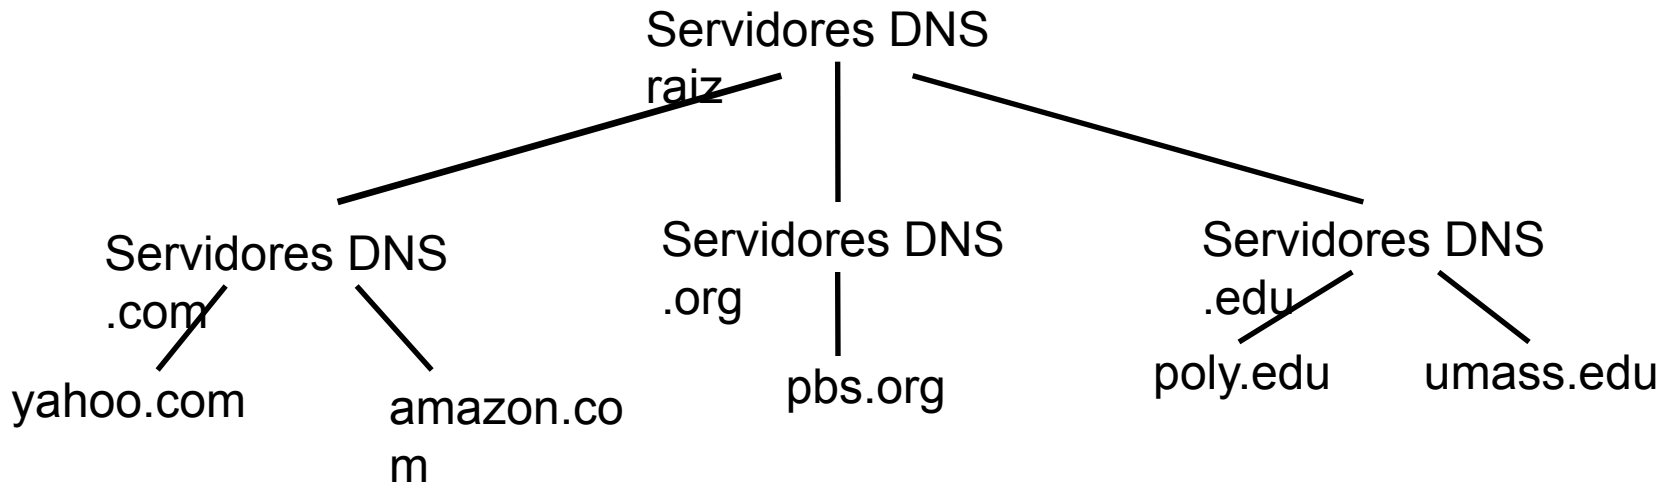 Servidores DNS
raiz
Servidores DNS
.com
Servidores DNS
.org
Servidores DNS
.edu
yahoo.com
amazon.co
m
pbs.org
poly.edu
umass.edu